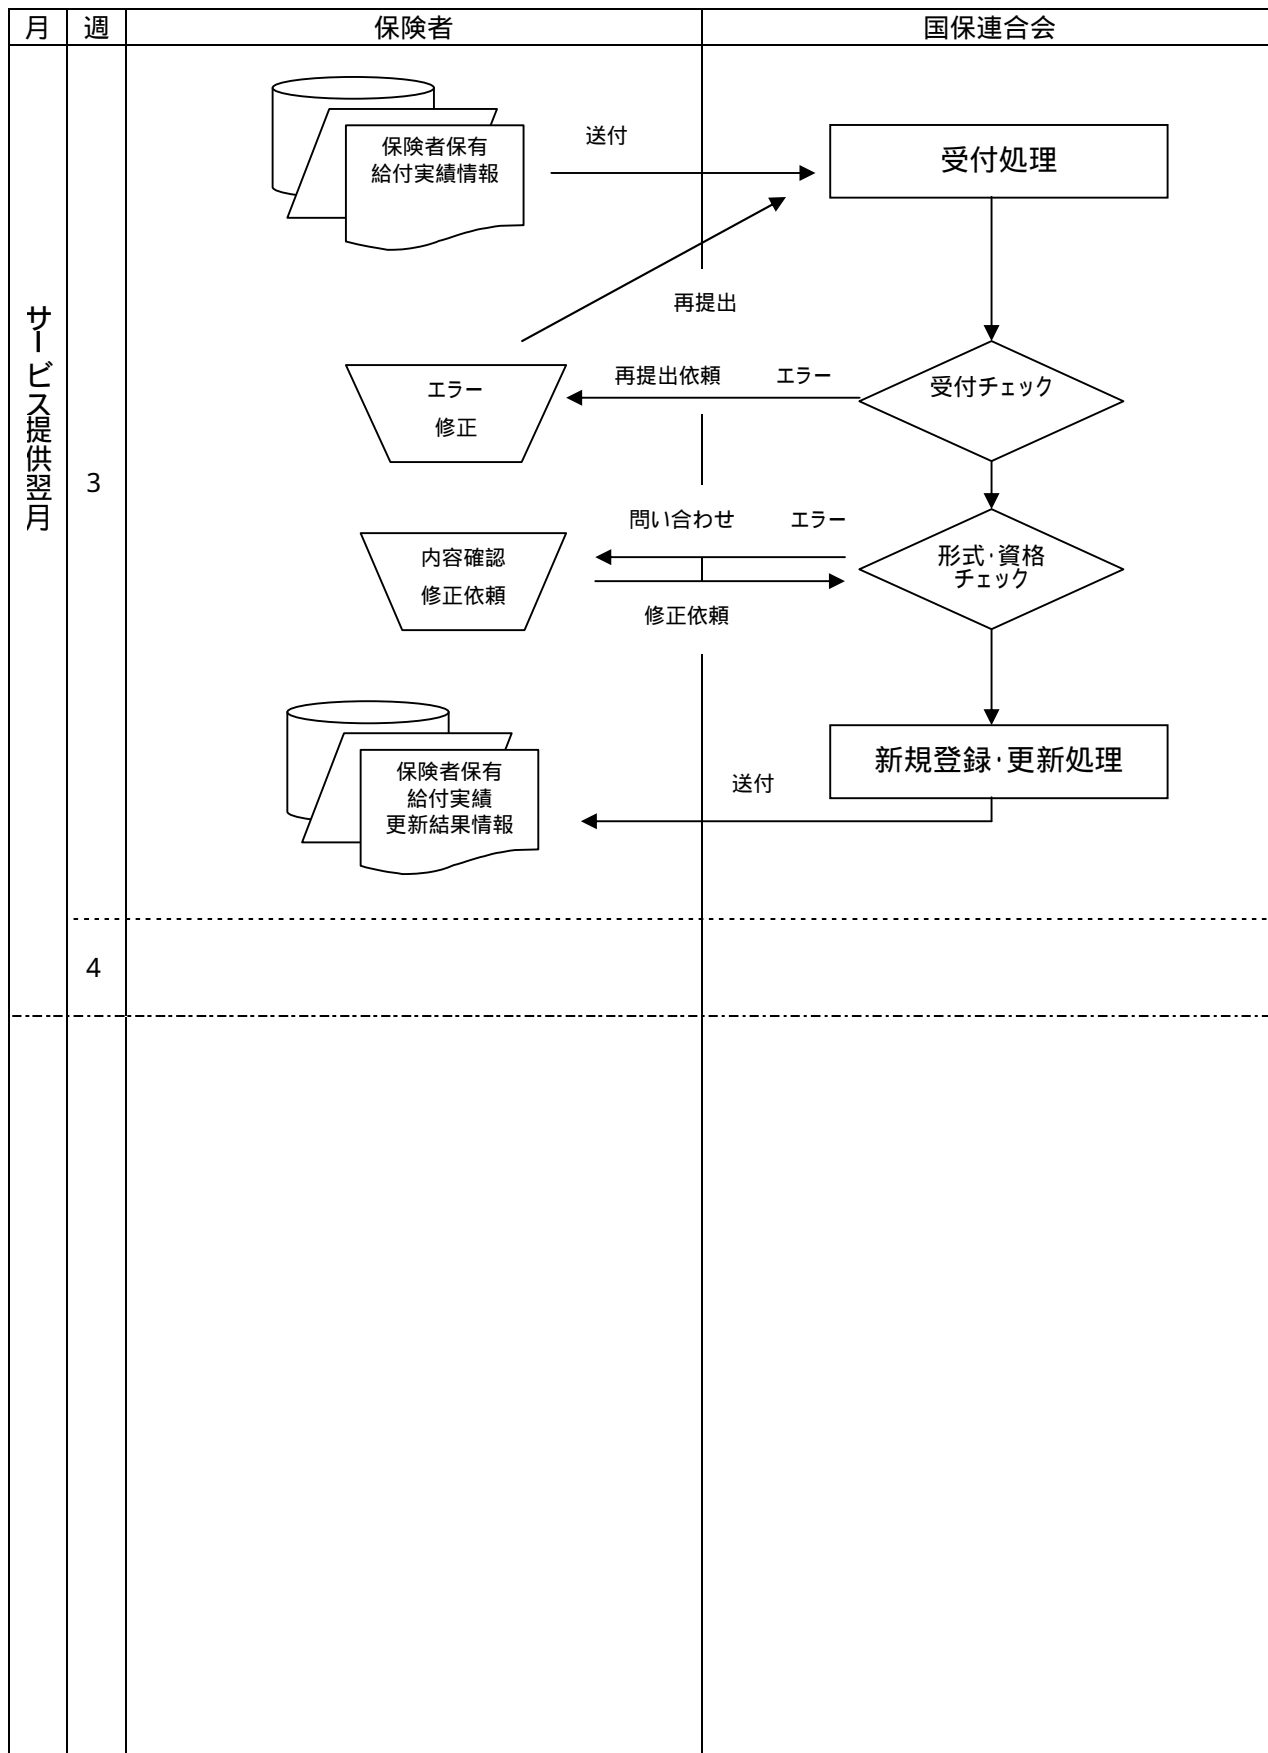 月
週
保険者
国保連合会
サービス提供翌月
3
保険者保有
給付実績情報
送付
受付処理
再提出
エラー
修正
再提出依頼
エラー
受付チェック
内容確認
修正依頼
問い合わせ
エラー
修正依頼
形式・資格
チェック
保険者保有
給付実績
更新結果情報
送付
新規登録・更新処理
4